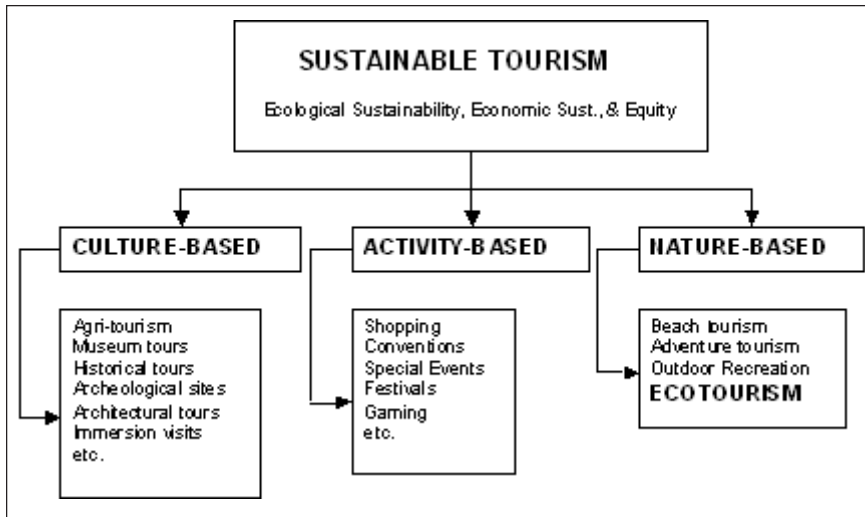 SUSTAINABLE TOURISM
Ecological Sustainability, Economic Sust., & Equity
CULTURE-BASED
ACTIVITY-BASED
NATURE-BASED
Agri-tourism
Museum tours
Historical tours
Archeological sites
Architectural tours
Immersion visits
etc.
Shopping
Conventions
Special Events
Festivals
Gaming
etc.
Beach tourism
Adventure tourism
Outdoor Recreation
ECOTOURISM